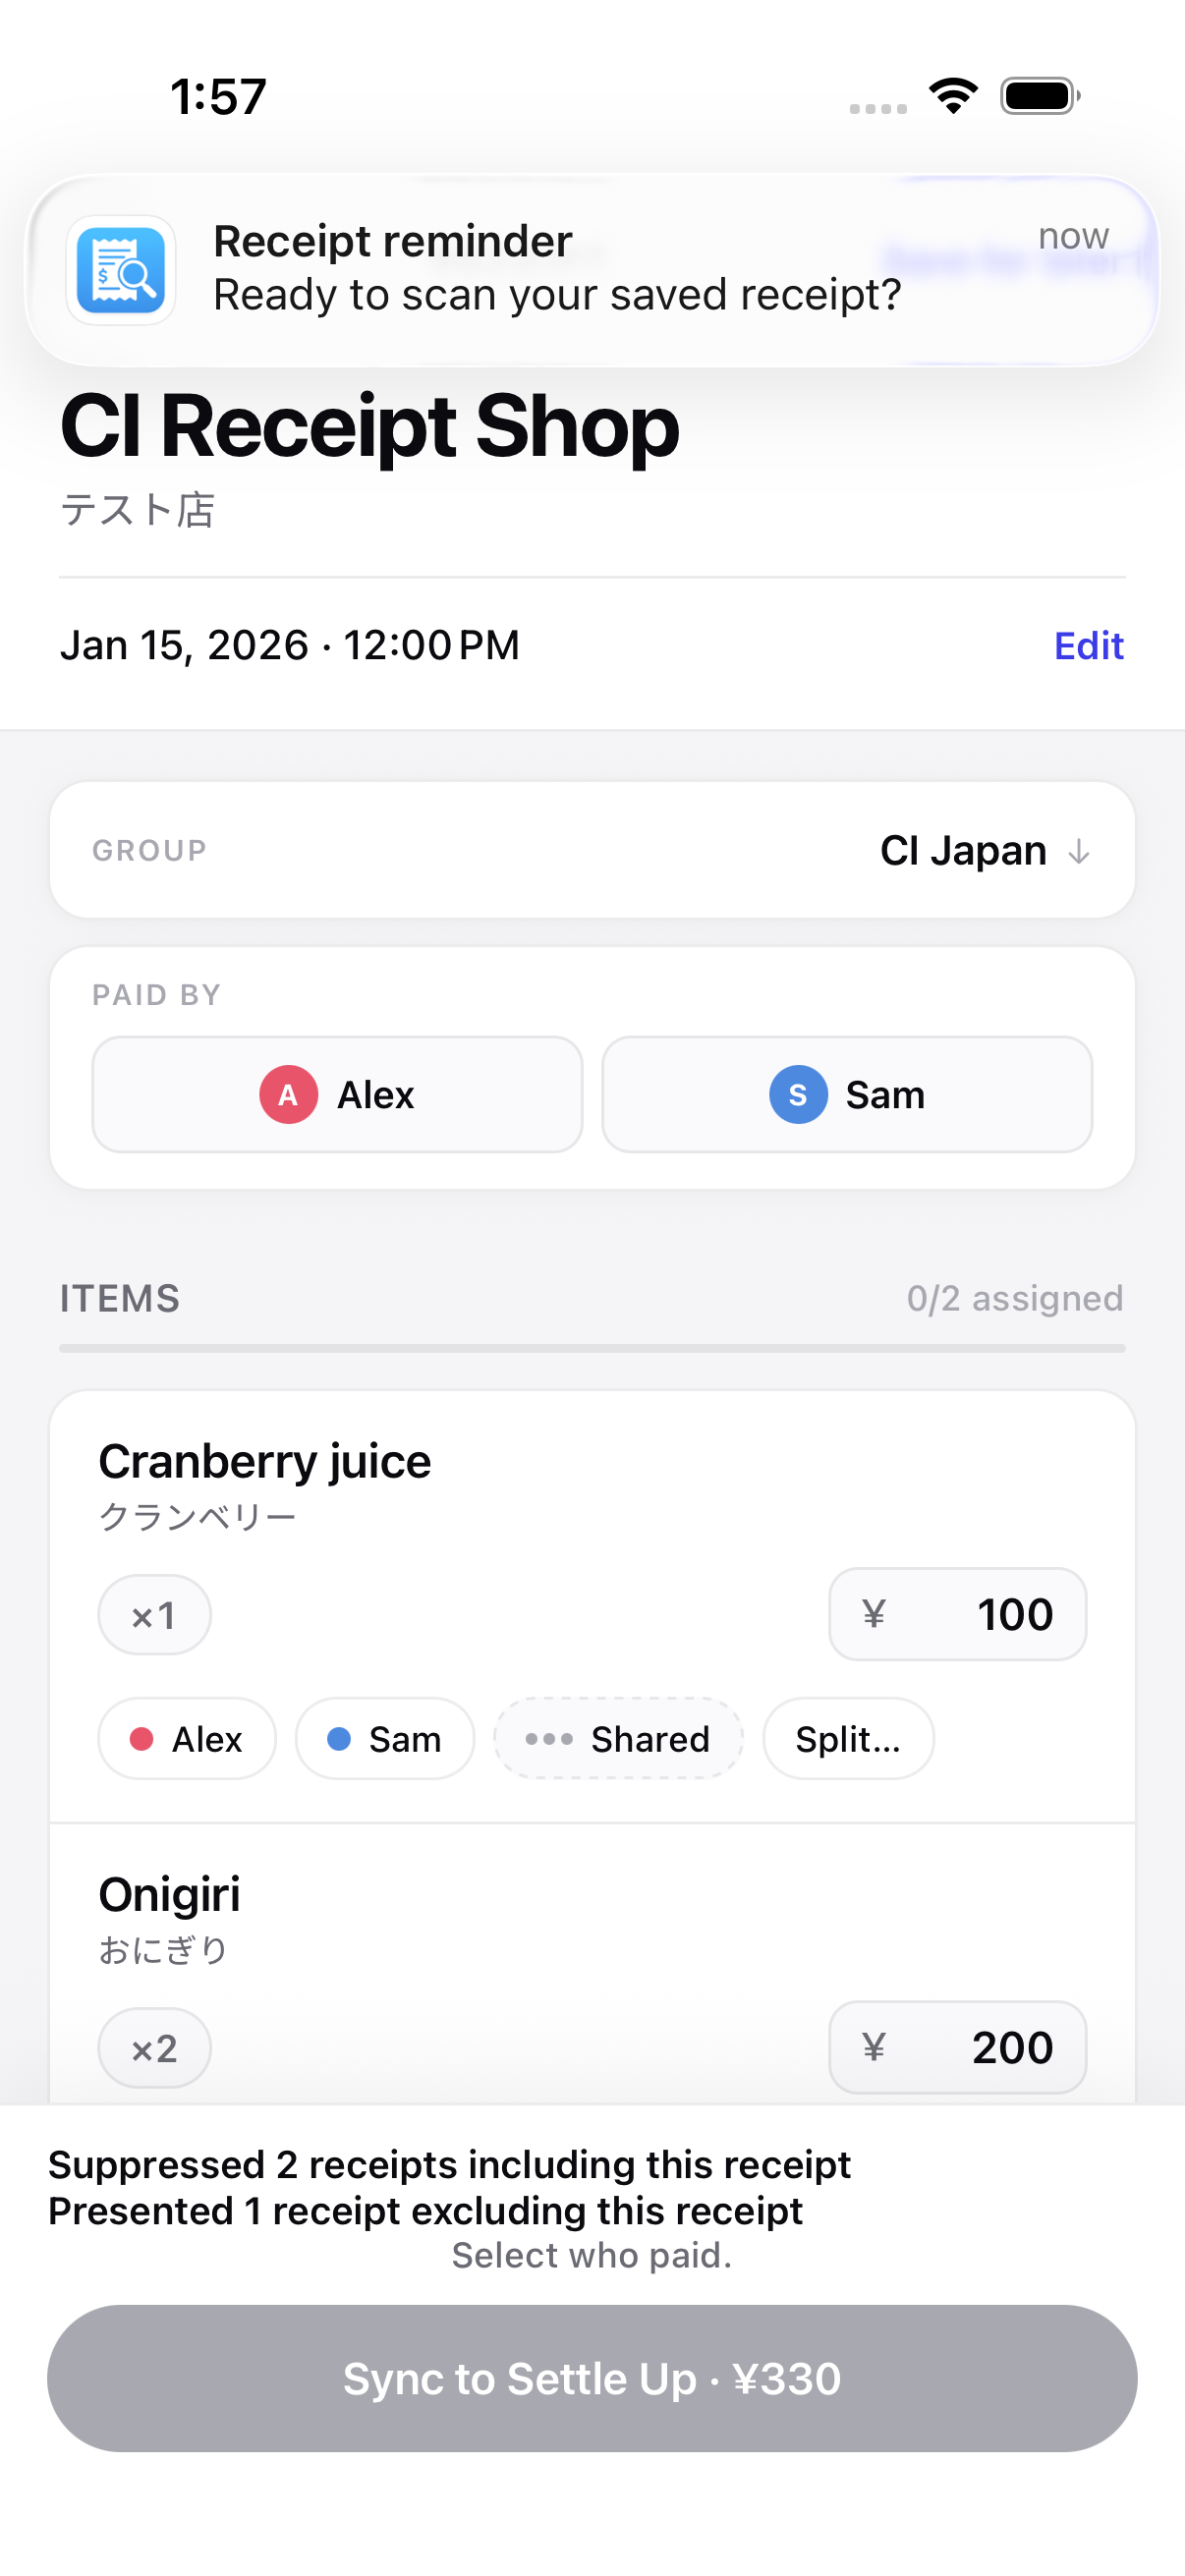 1:57
Receipt reminder
now
Ready to scan your saved receipt?
CI Receipt Shop
テスト店
Jan 15, 2026 · 12:00 PM
Edit
GROUP
CI Japan ↓
PAID BY
A Alex
S Sam
ITEMS
0/2 assigned
Cranberry juice
クランベリー
×1
¥ 100
Alex
Sam
Shared
Split...
Onigiri
おにぎり
×2
¥ 200
Suppressed 2 receipts including this receipt
Presented 1 receipt excluding this receipt
Select who paid.
Sync to Settle Up · ¥330